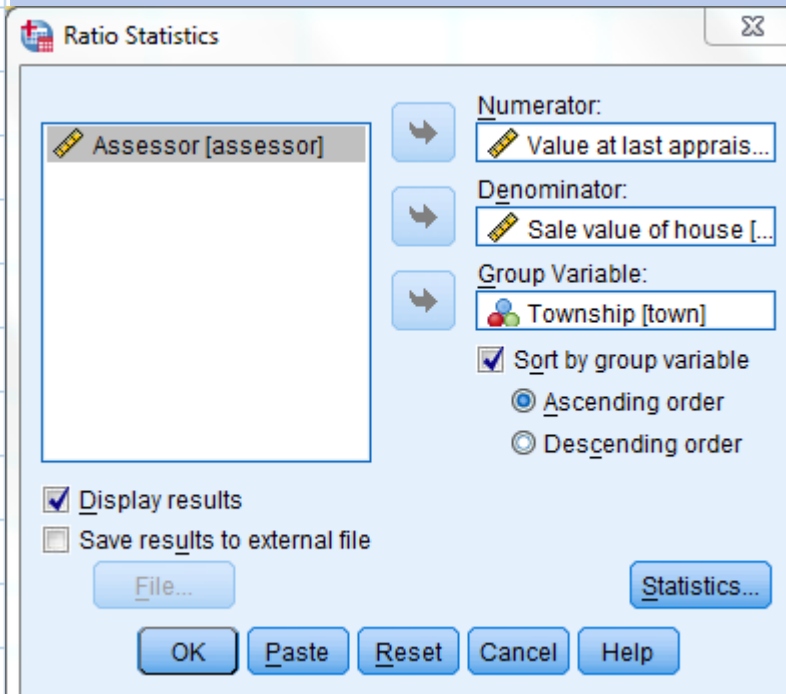 Ratio Statistics
Assessor [assessor]
Numerator:
Value at last apprais...
Denominator:
Sale value of house [...
Group Variable:
Township [town]
Sort by group variable
Ascending order
Descending order
Display results
Save results to external file
File...
Statistics...
OK Paste Reset Cancel Help